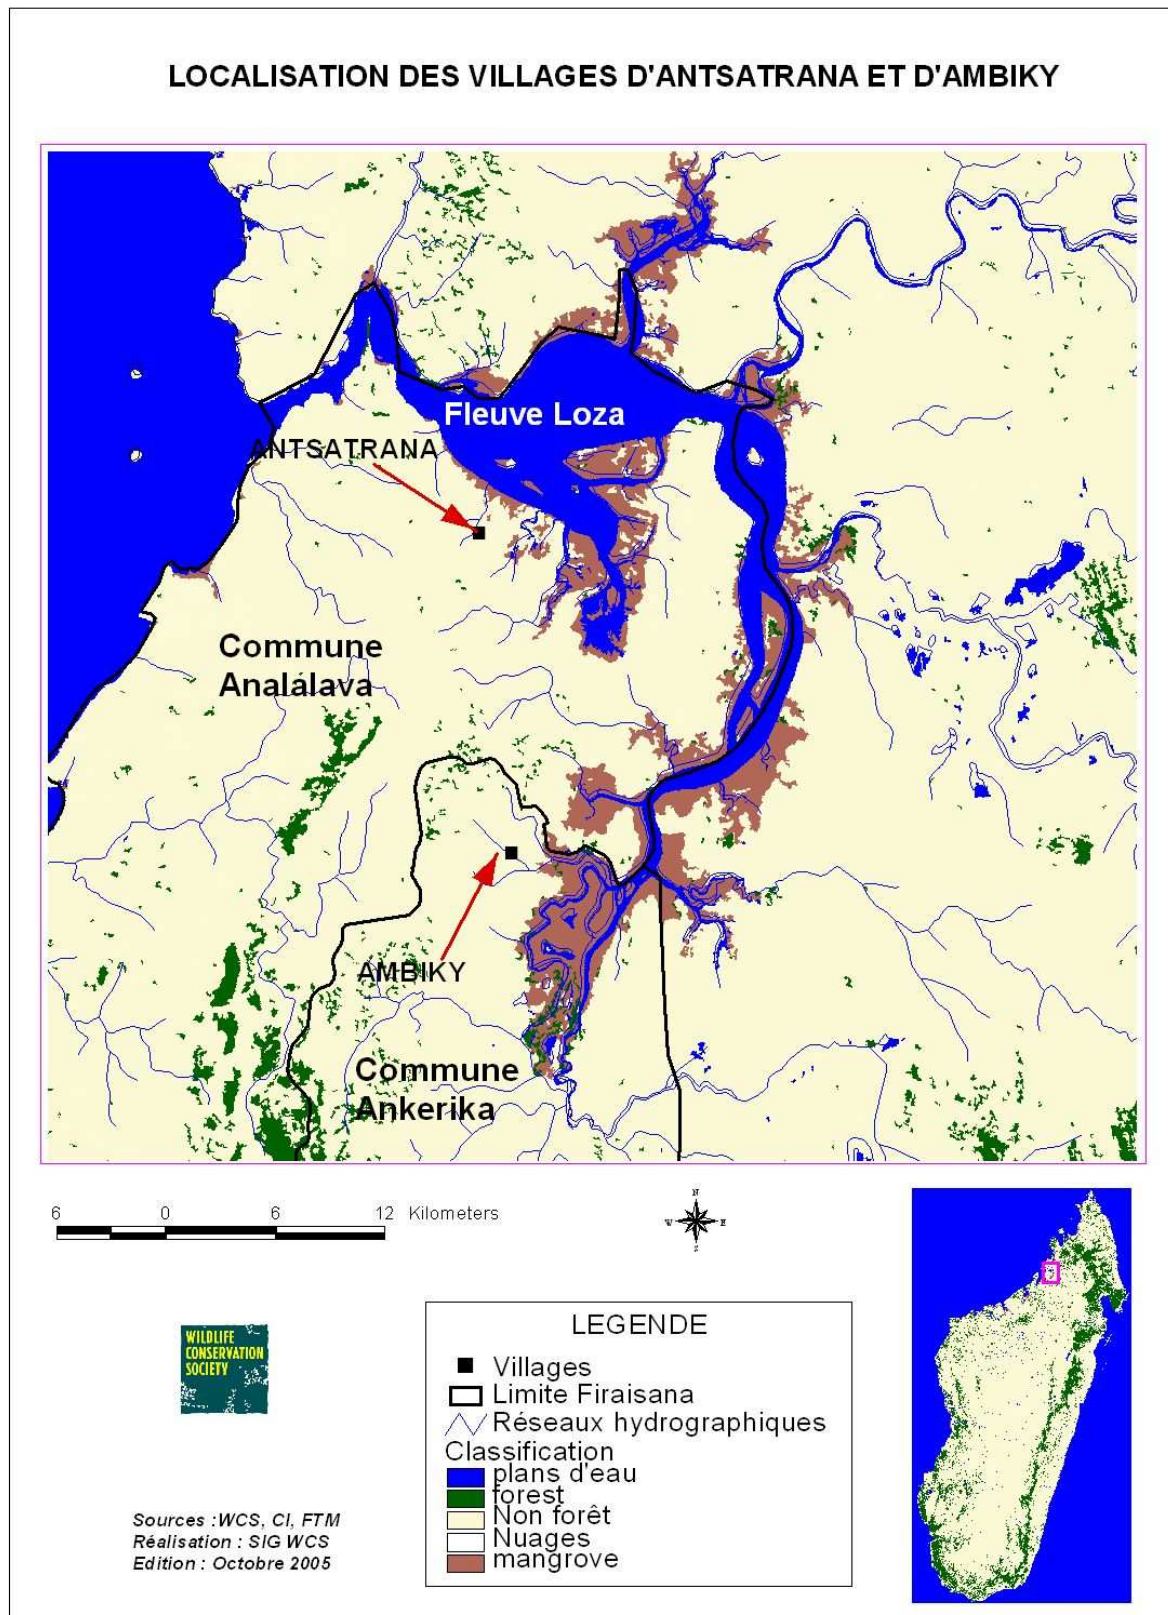 LOCALISATION DES VILLAGES D'ANTSATRANA ET D'AMBIKY
Fleuve Loza
ANTSATRANA
Commune
Analalava
AMBIKY
Commune
Ankerika
6 0 6 12 Kilometers
N
W E
S
WILDLIFE
CONSERVATION
SOCIETY
LEGENDE
Villages
Limite Firaisana
Réseaux hydrographiques
Classification
plans d'eau
forest
Non forêt
Nuages
mangrove
Sources :WCS, CI, FTM
Réalisation : SIG WCS
Edition : Octobre 2005